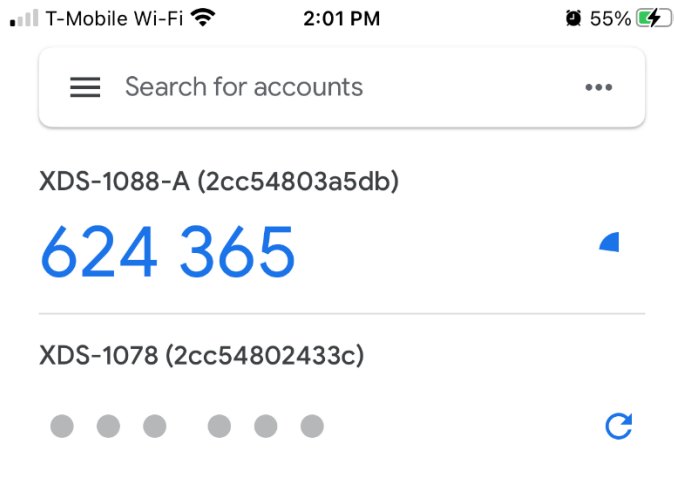 T-Mobile Wi-Fi 2:01 PM 55%
Search for accounts
XDS-1088-A (2cc54803a5db)
624 365
XDS-1078 (2cc54802433c)